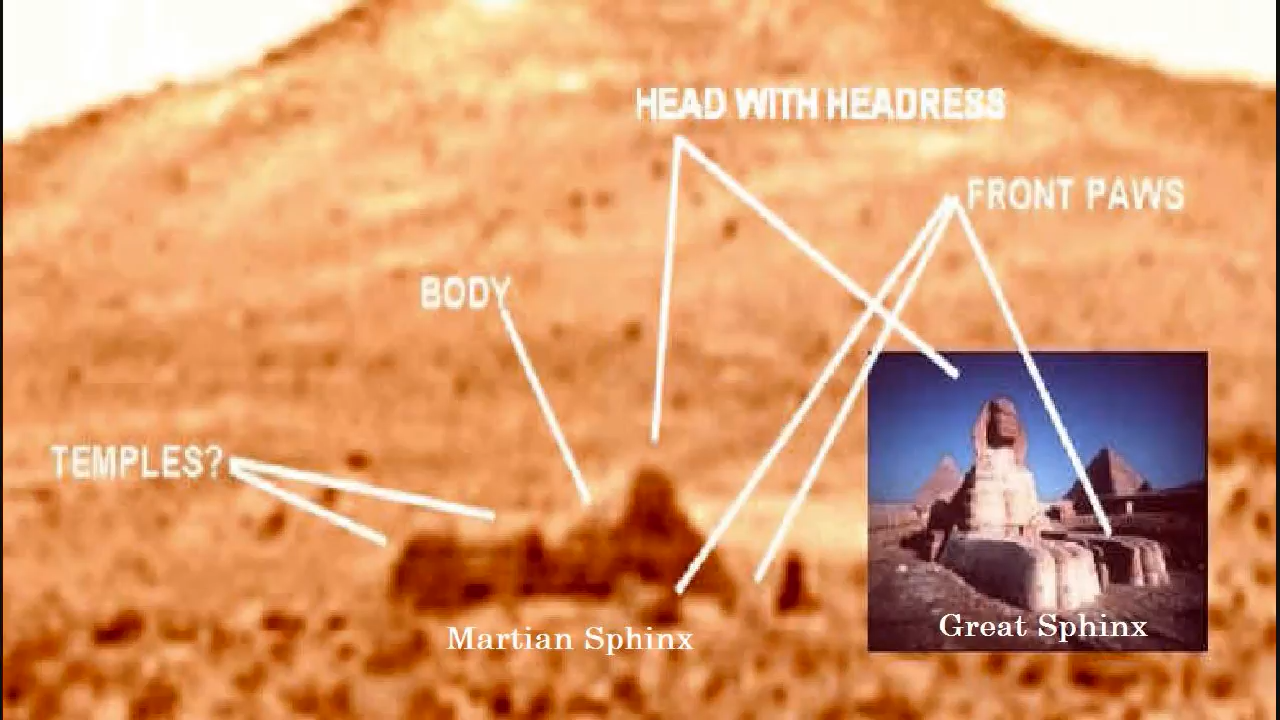 HEAD WITH HEADRESS
FRONT PAWS
BODY
TEMPLES?
Martian Sphinx
Great Sphinx